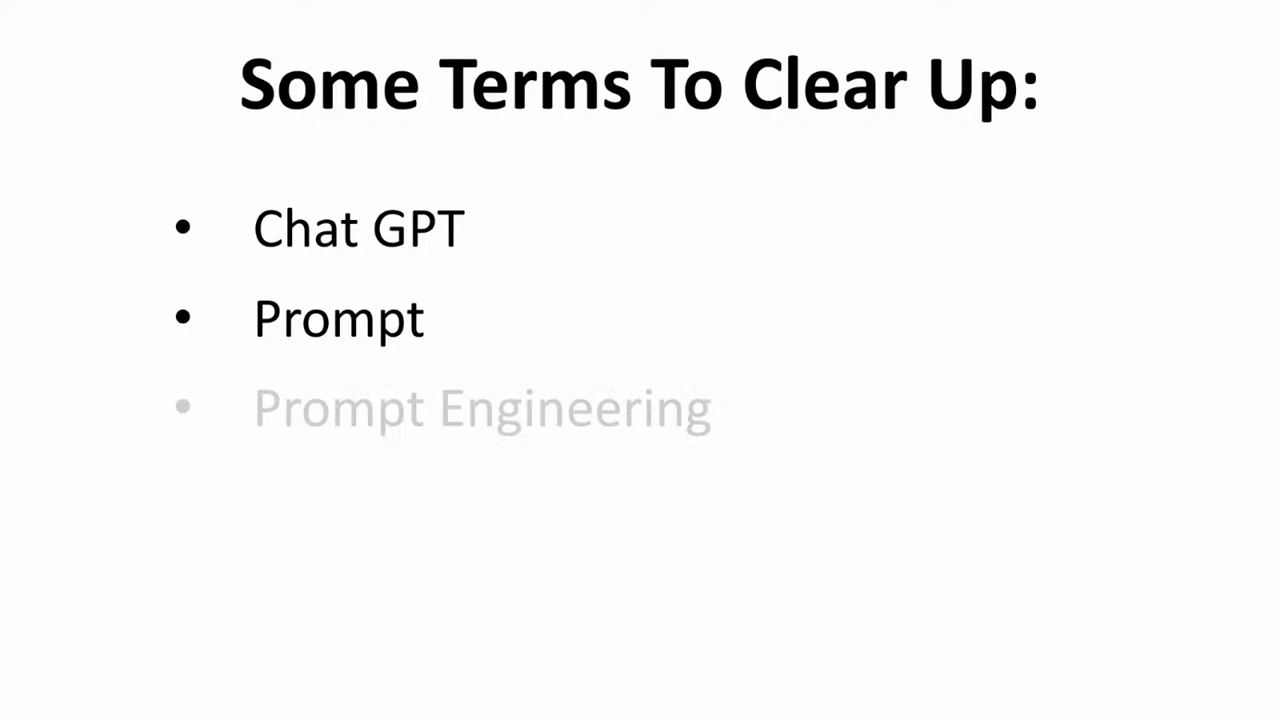 Some Terms To Clear Up:
• Chat GPT
• Prompt
• Prompt Engineering